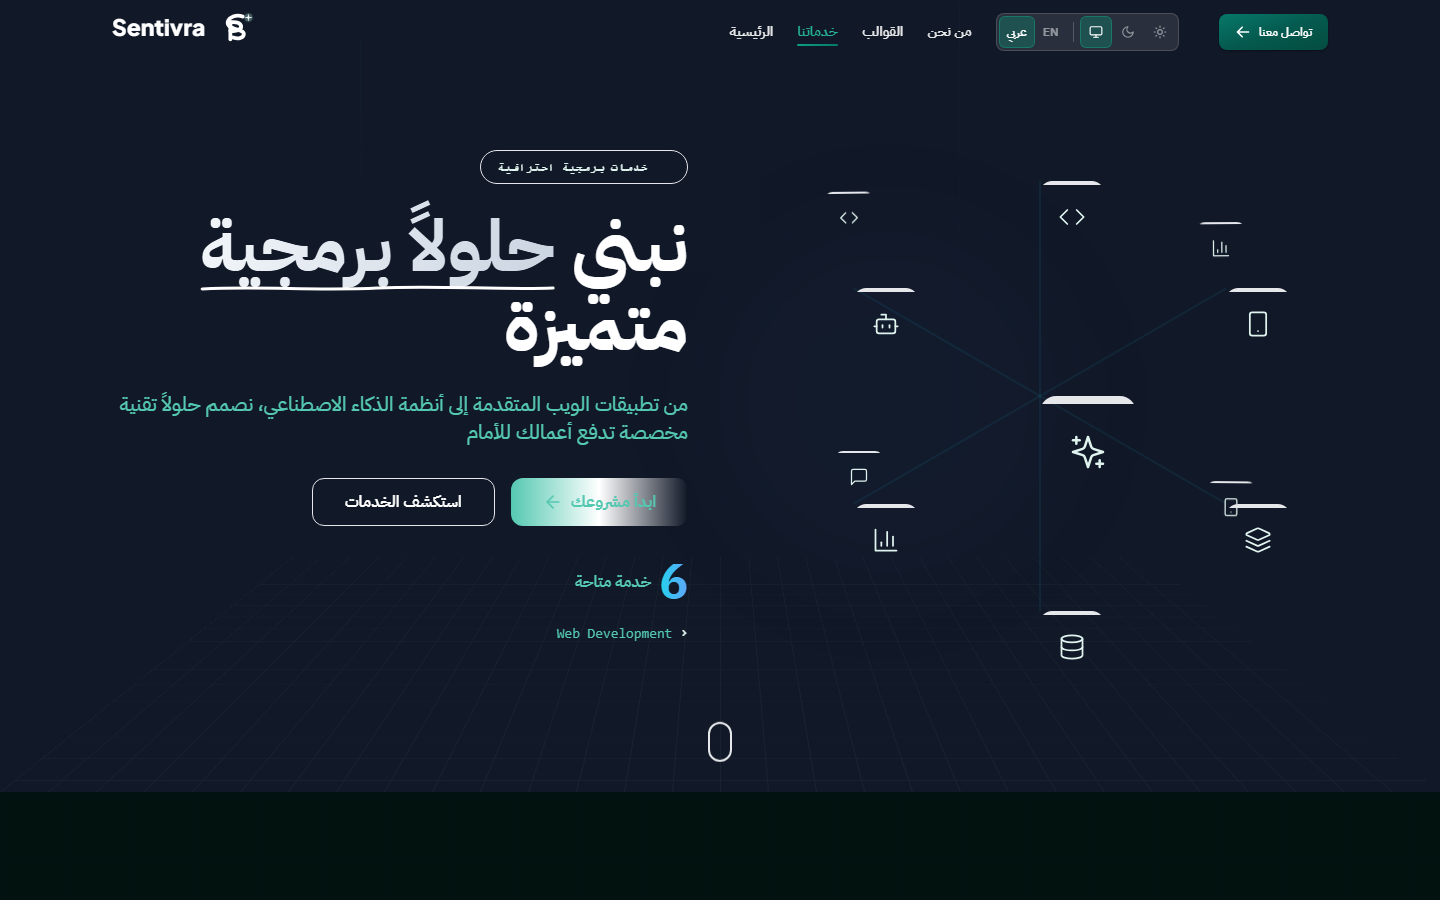 Sentivra
الرئيسية
خدماتنا
القوالب
من نحن
عربي
EN
تواصل معنا
خدمات برمجية احترافية
نبني حلولاً برمجية
متميزة
من تطبيقات الويب المتقدمة إلى أنظمة الذكاء الاصطناعي، نصمم حلولاً تقنية
مخصصة تدفع أعمالك للأمام
ابدأ مشروعك
استكشف الخدمات
6 خدمة متاحة
› Web Development